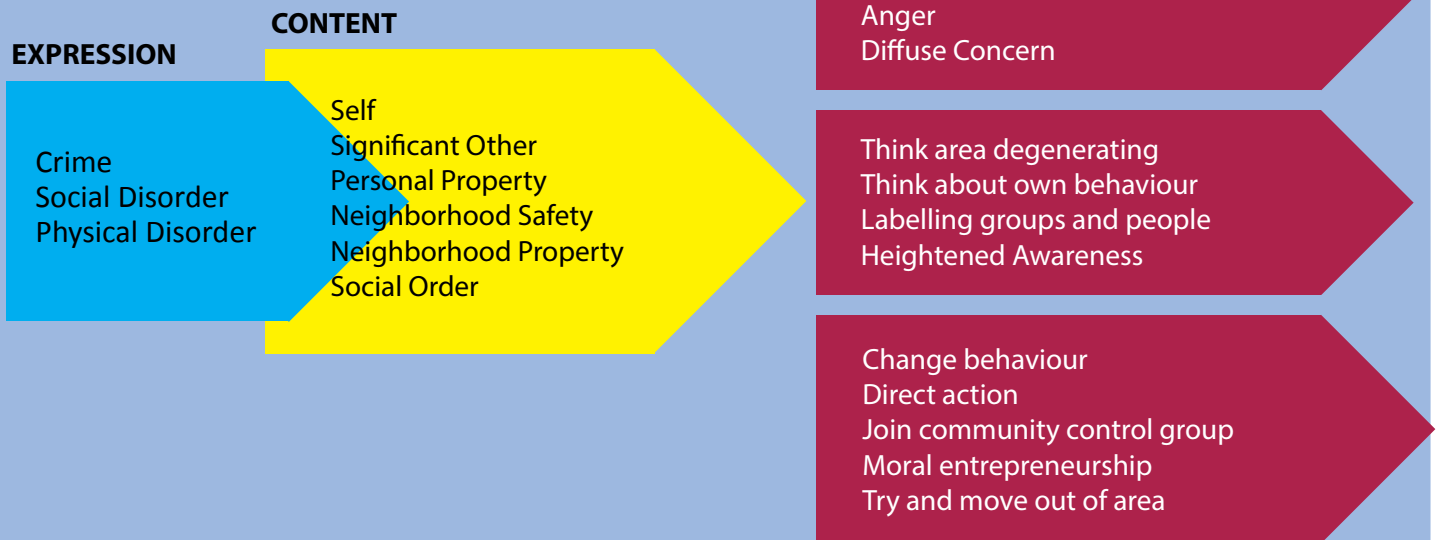 EXPRESSION
Crime
Social Disorder
Physical Disorder
CONTENT
Self
Significant Other
Personal Property
Neighborhood Safety
Neighborhood Property
Social Order
Anger
Diffuse Concern
Think area degenerating
Think about own behaviour
Labelling groups and people
Heightened Awareness
Change behaviour
Direct action
Join community control group
Moral entrepreneurship
Try and move out of area